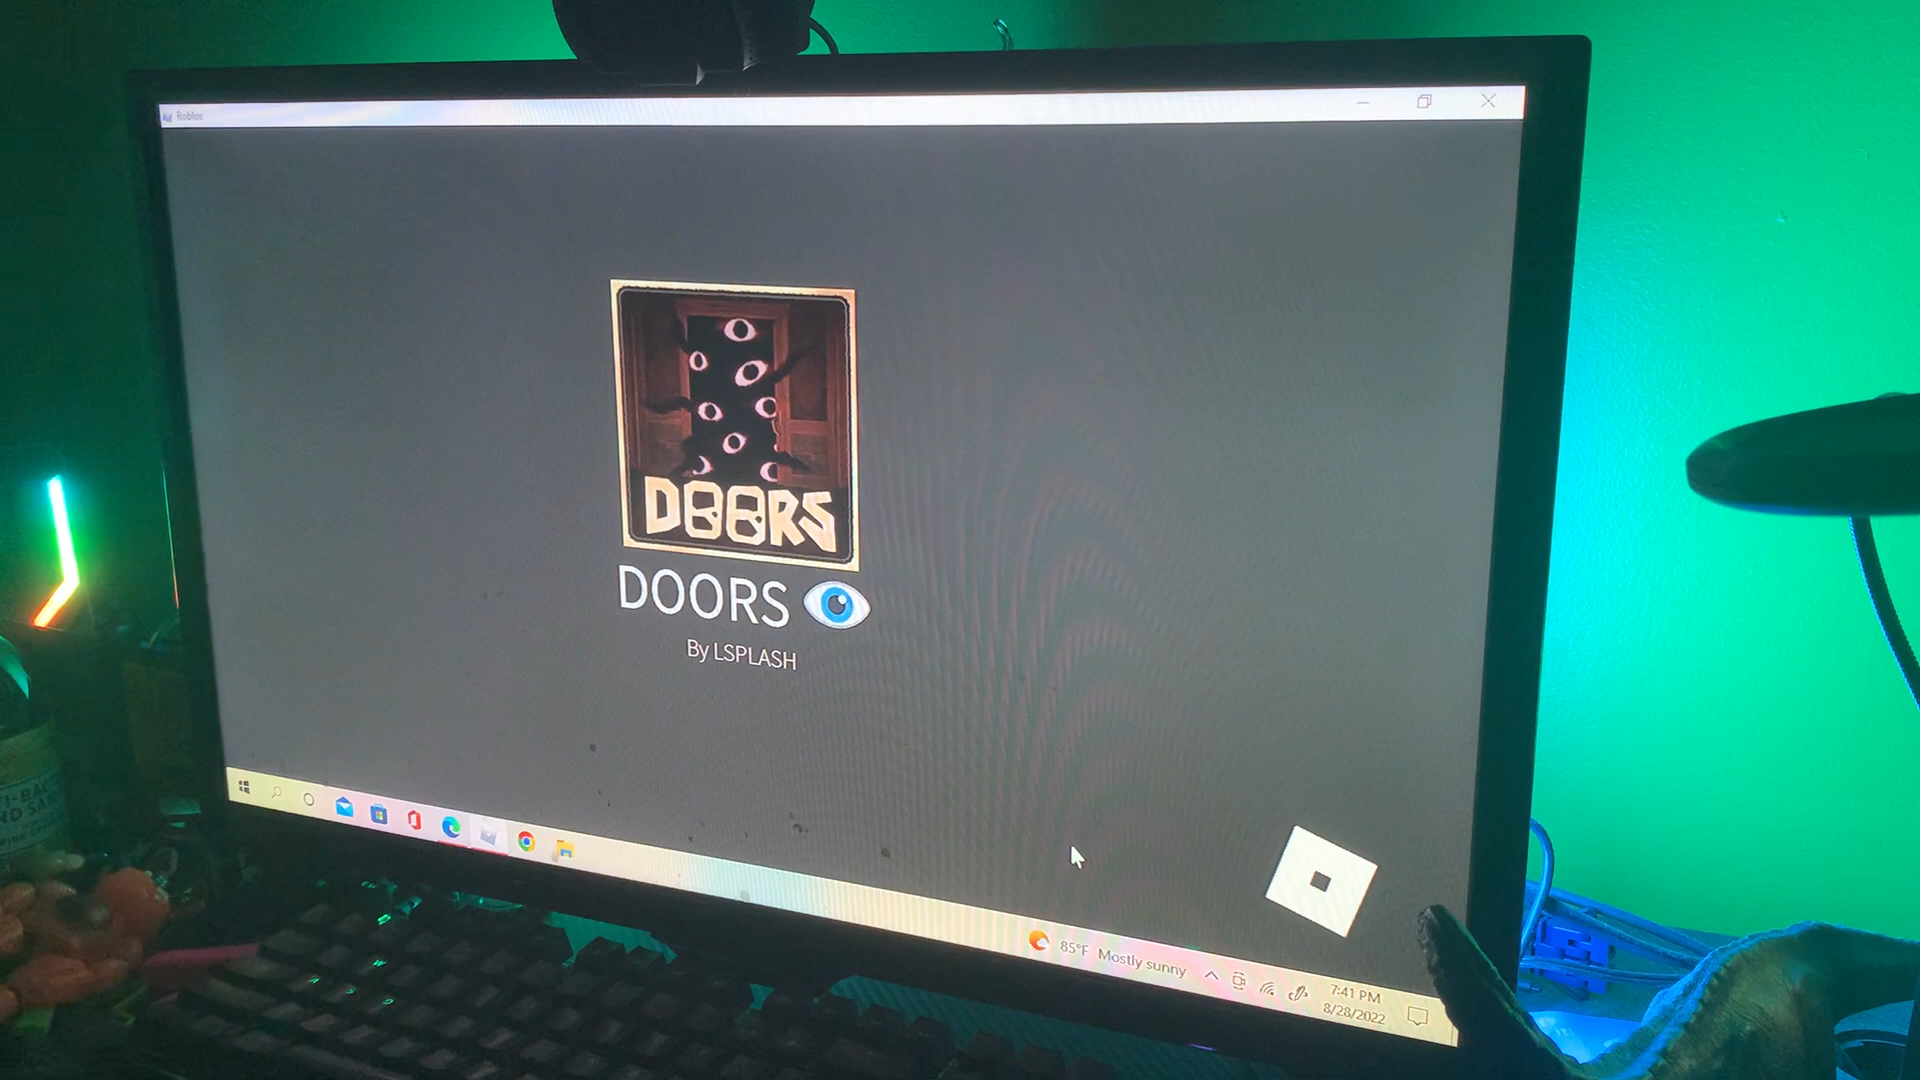 Roblox
DOORS
DOORS
By LSPLASH
85°F Mostly sunny
7:41 PM
8/28/2022
W
A S D